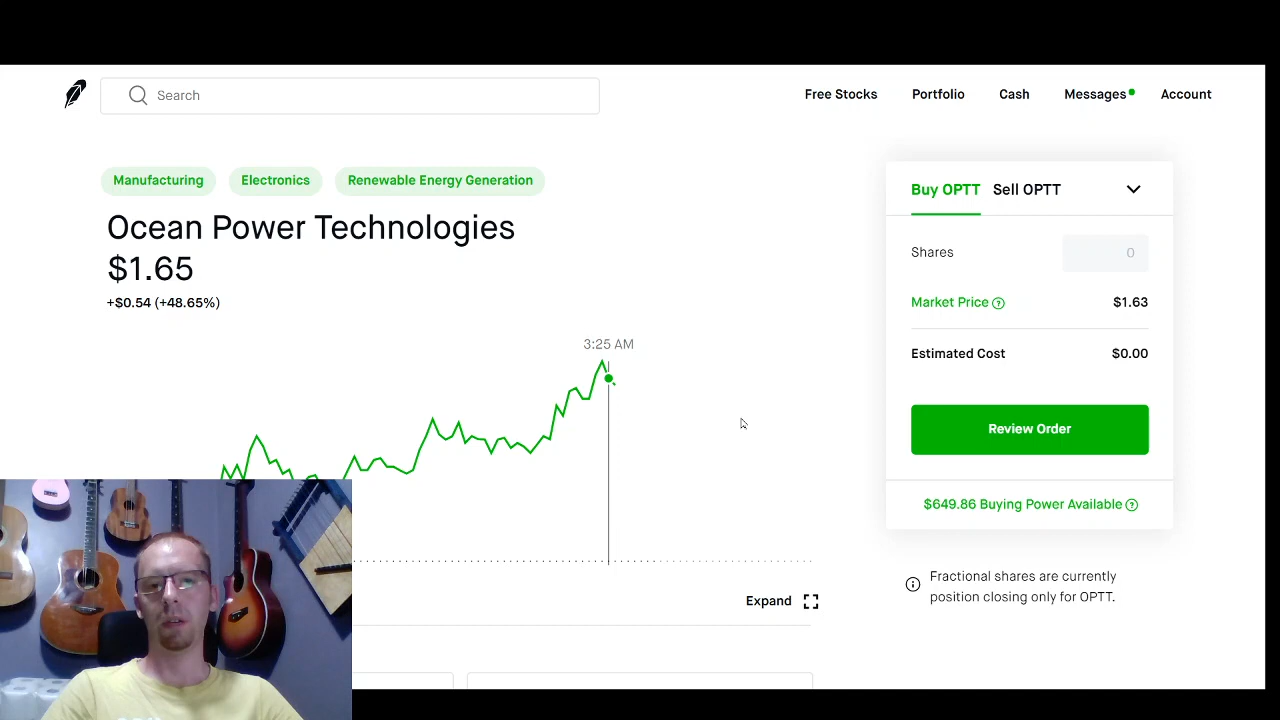 Search
Free Stocks
Portfolio
Cash
Messages
Account
Manufacturing
Electronics
Renewable Energy Generation
Ocean Power Technologies
$1.65
+$0.54 (+48.65%)
3:25 AM
Expand
Buy OPTT
Sell OPTT
Shares
0
Market Price ?
$1.63
Estimated Cost
$0.00
Review Order
$649.86 Buying Power Available ?
Fractional shares are currently
position closing only for OPTT.